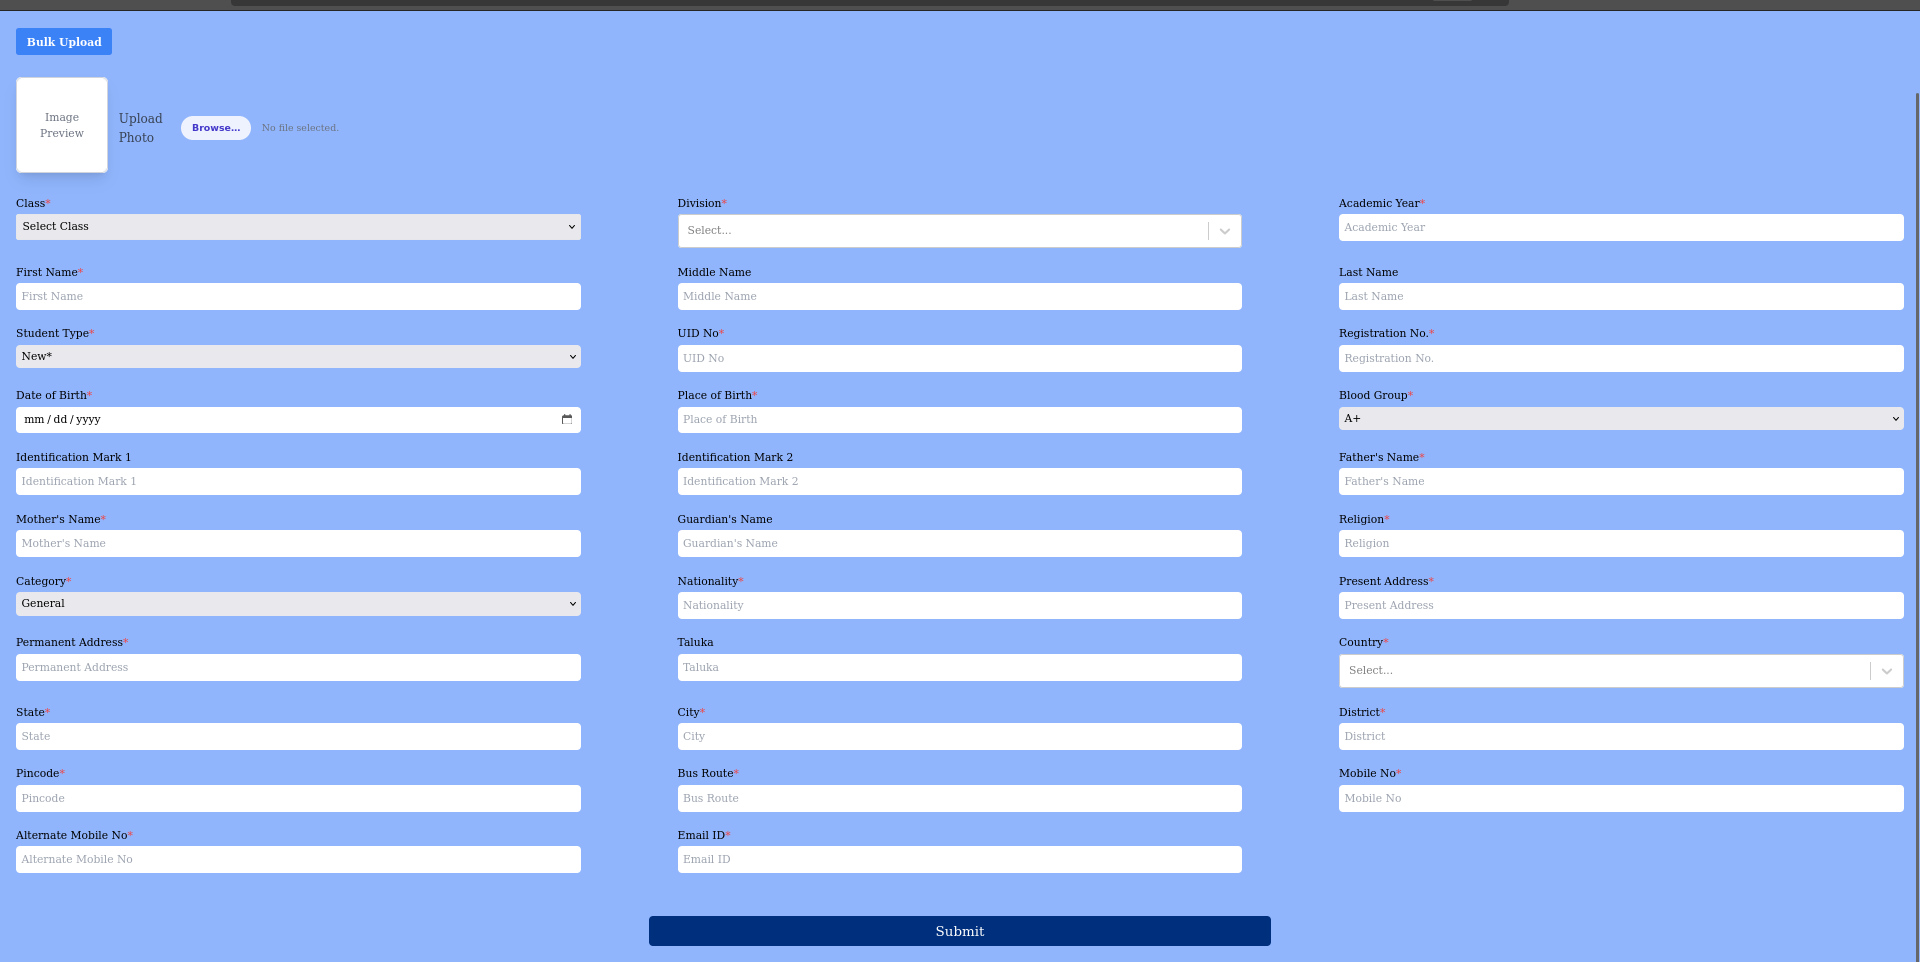 Bulk Upload
Image
Preview
Upload
Photo
Browse...
No file selected.
Class*
Division*
Academic Year*
Select Class
Select...
Academic Year
First Name*
Middle Name
Last Name
First Name
Middle Name
Last Name
Student Type*
UID No*
Registration No.*
New*
UID No
Registration No.
Date of Birth*
Place of Birth*
Blood Group*
mm / dd / yyyy
Place of Birth
A+
Identification Mark 1
Identification Mark 2
Father's Name*
Identification Mark 1
Identification Mark 2
Father's Name
Mother's Name*
Guardian's Name
Religion*
Mother's Name
Guardian's Name
Religion
Category*
Nationality*
Present Address*
General
Nationality
Present Address
Permanent Address*
Taluka
Country*
Permanent Address
Taluka
Select...
State*
City*
District*
State
City
District
Pincode*
Bus Route*
Mobile No*
Pincode
Bus Route
Mobile No
Alternate Mobile No*
Email ID*
Alternate Mobile No
Email ID
Submit